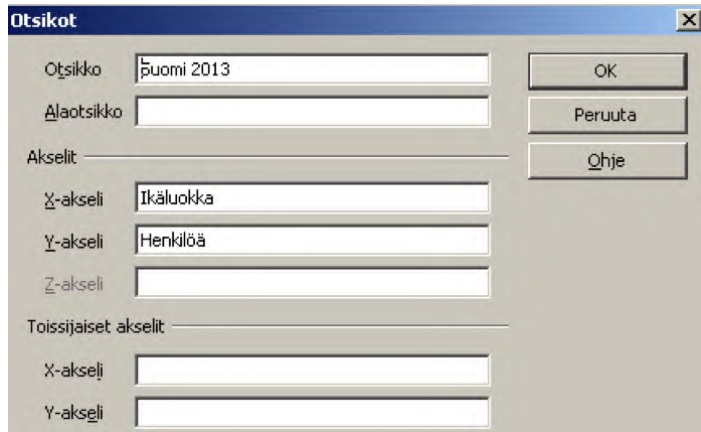 Otsikot
Otsikko Suomi 2013
OK
Alaotsikko
Peruuta
Akselit
Ohje
X-akseli Ikäluokka
Y-akseli Henkilöä
Z-akseli
Toissijaiset akselit
X-akseli
Y-akseli